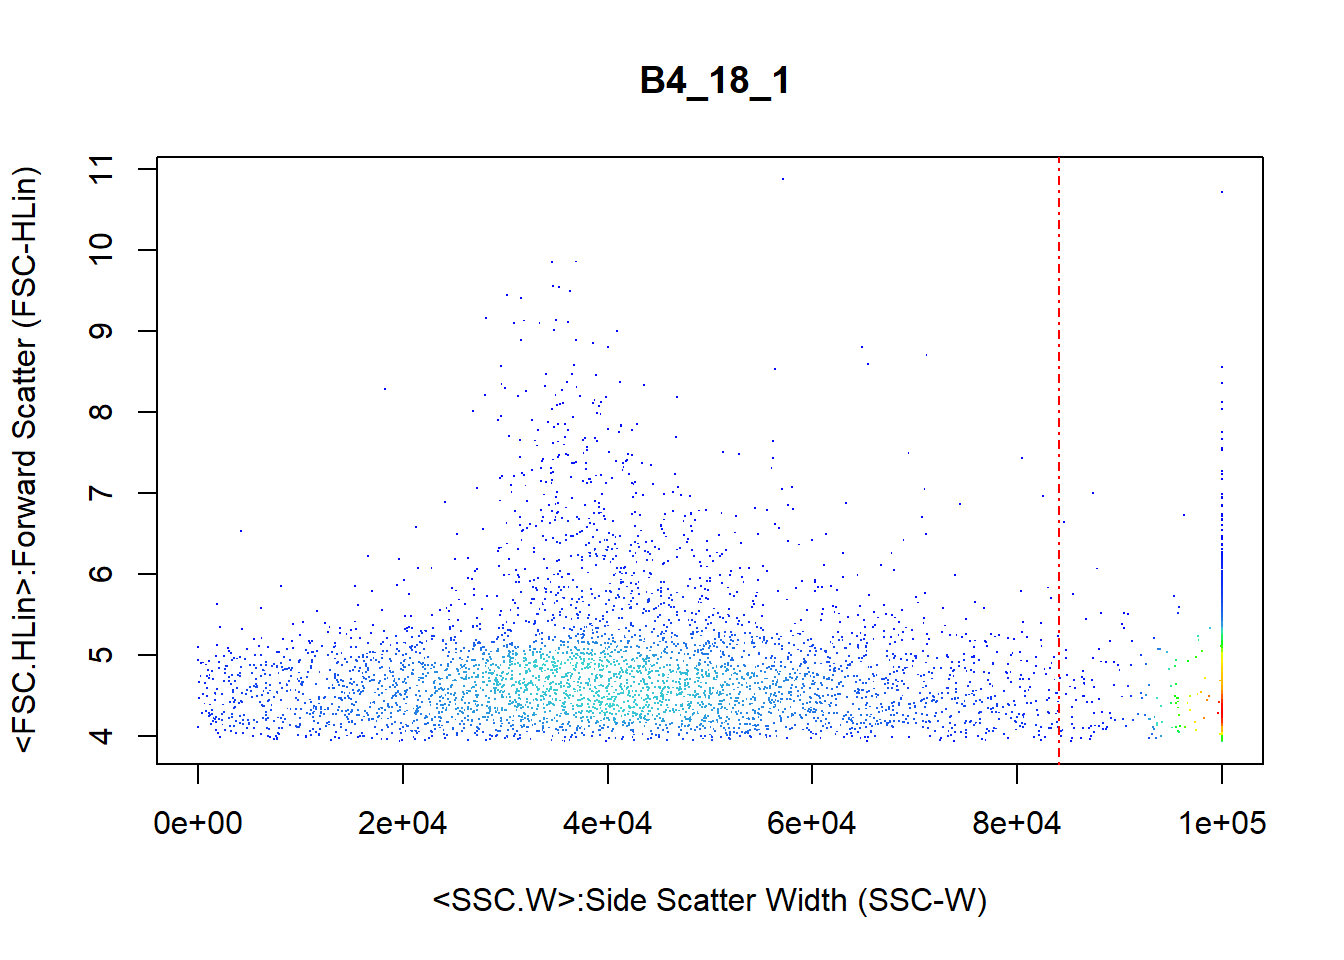 B4_18_1
<FSC.HLin>:Forward Scatter (FSC-HLin)
11
10
9
8
7
6
5
4
0e+00 2e+04 4e+04 6e+04 8e+04 1e+05
<SSC.W>:Side Scatter Width (SSC-W)